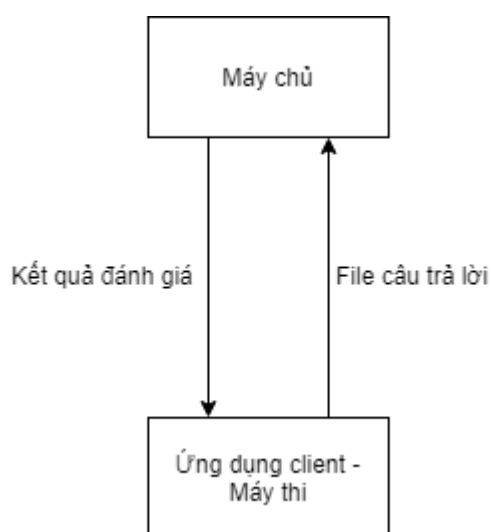 Máy chủ
Kết quả đánh giá
File câu trả lời
Ứng dụng client -
Máy thi